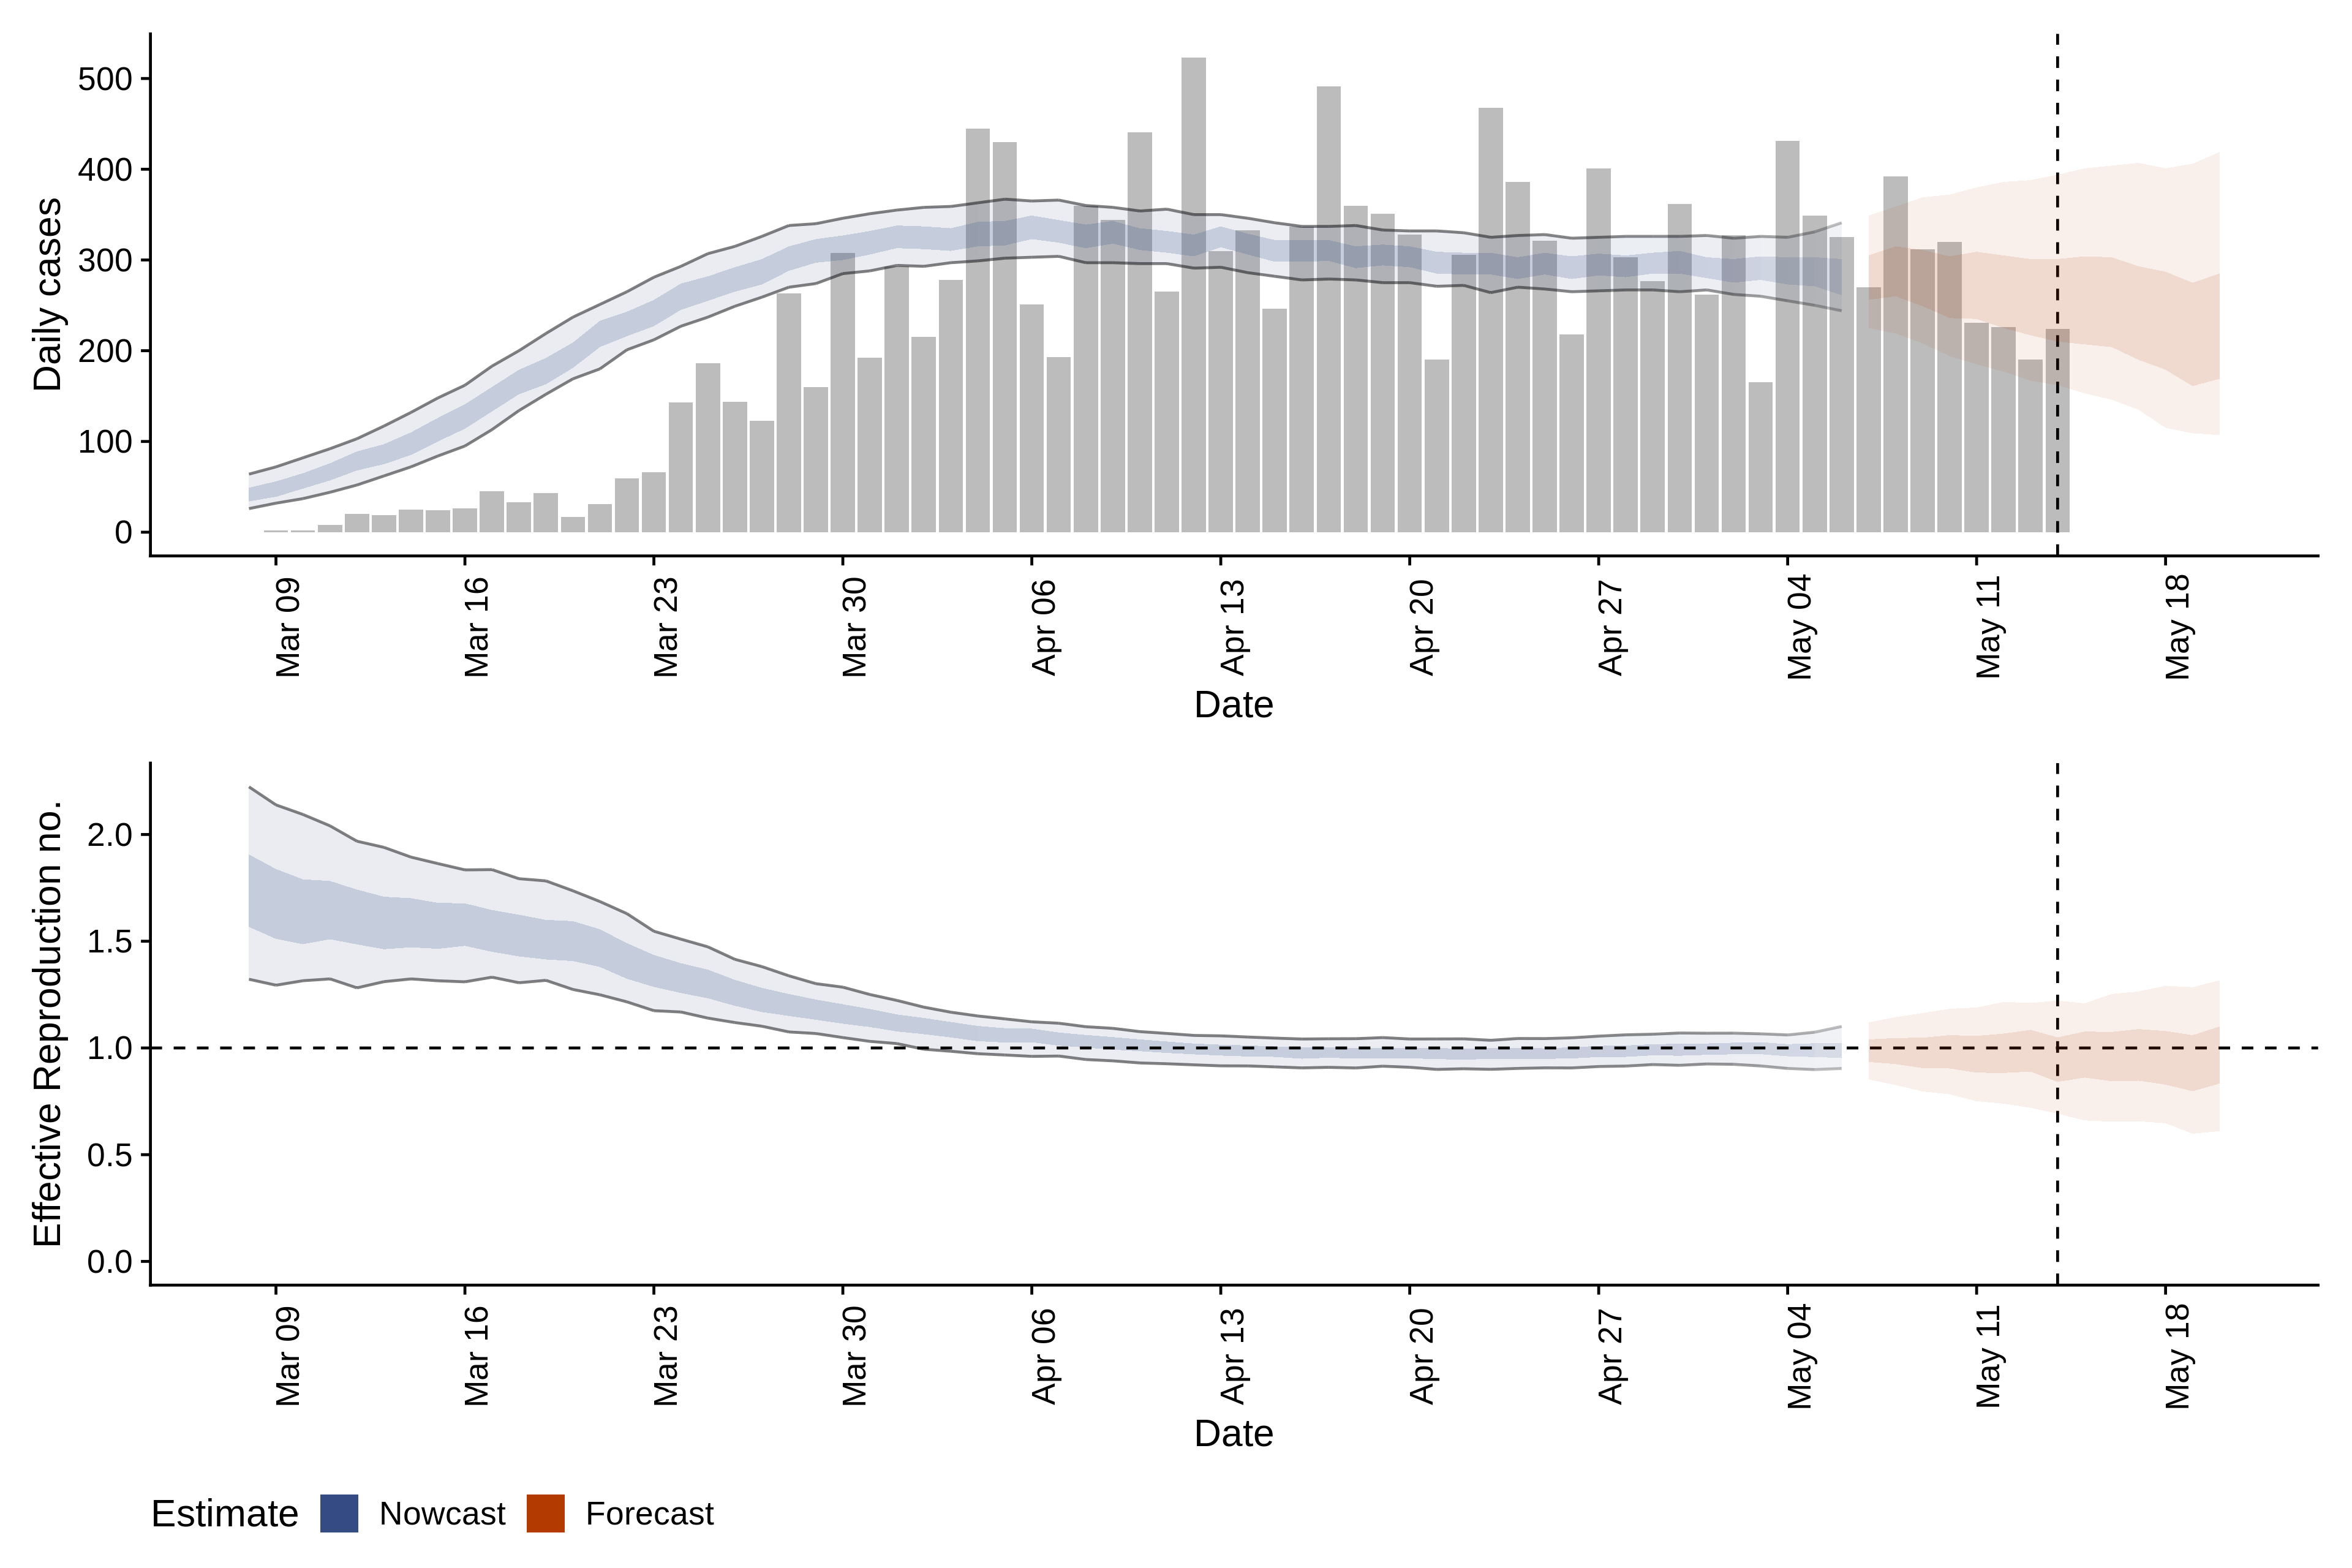 Daily cases
500
400
300
200
100
0
Mar 09
Mar 16
Mar 23
Mar 30
Apr 06
Apr 13
Apr 20
Apr 27
May 04
May 11
May 18
Date
Effective Reproduction no.
2.0
1.5
1.0
0.5
0.0
Mar 09
Mar 16
Mar 23
Mar 30
Apr 06
Apr 13
Apr 20
Apr 27
May 04
May 11
May 18
Date
Estimate Nowcast Forecast